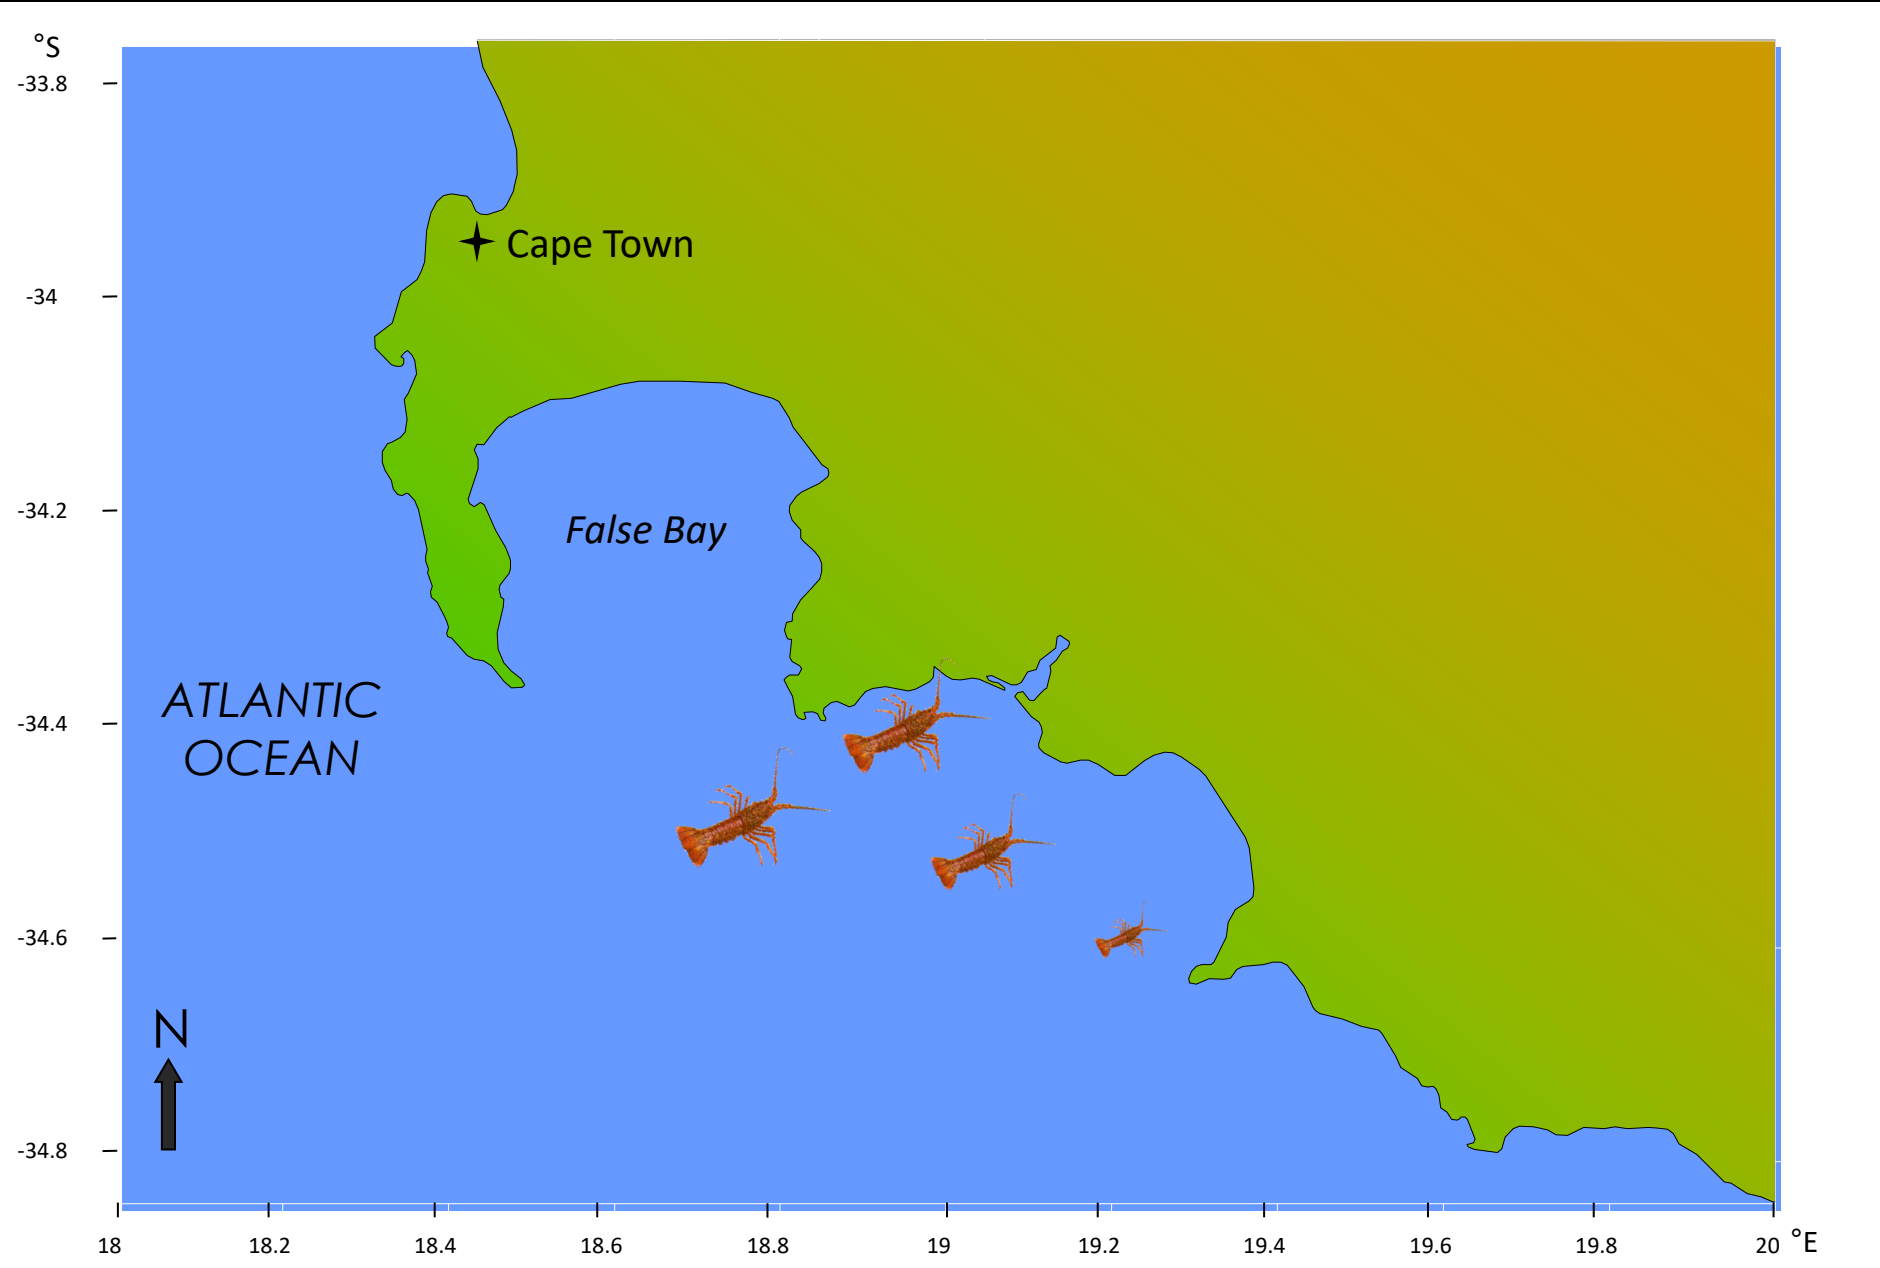 °S
-33.8
Cape Town
-34
-34.2
False Bay
ATLANTIC
OCEAN
-34.4
-34.6
N
-34.8
18 18.2 18.4 18.6 18.8 19 19.2 19.4 19.6 19.8 20 °E